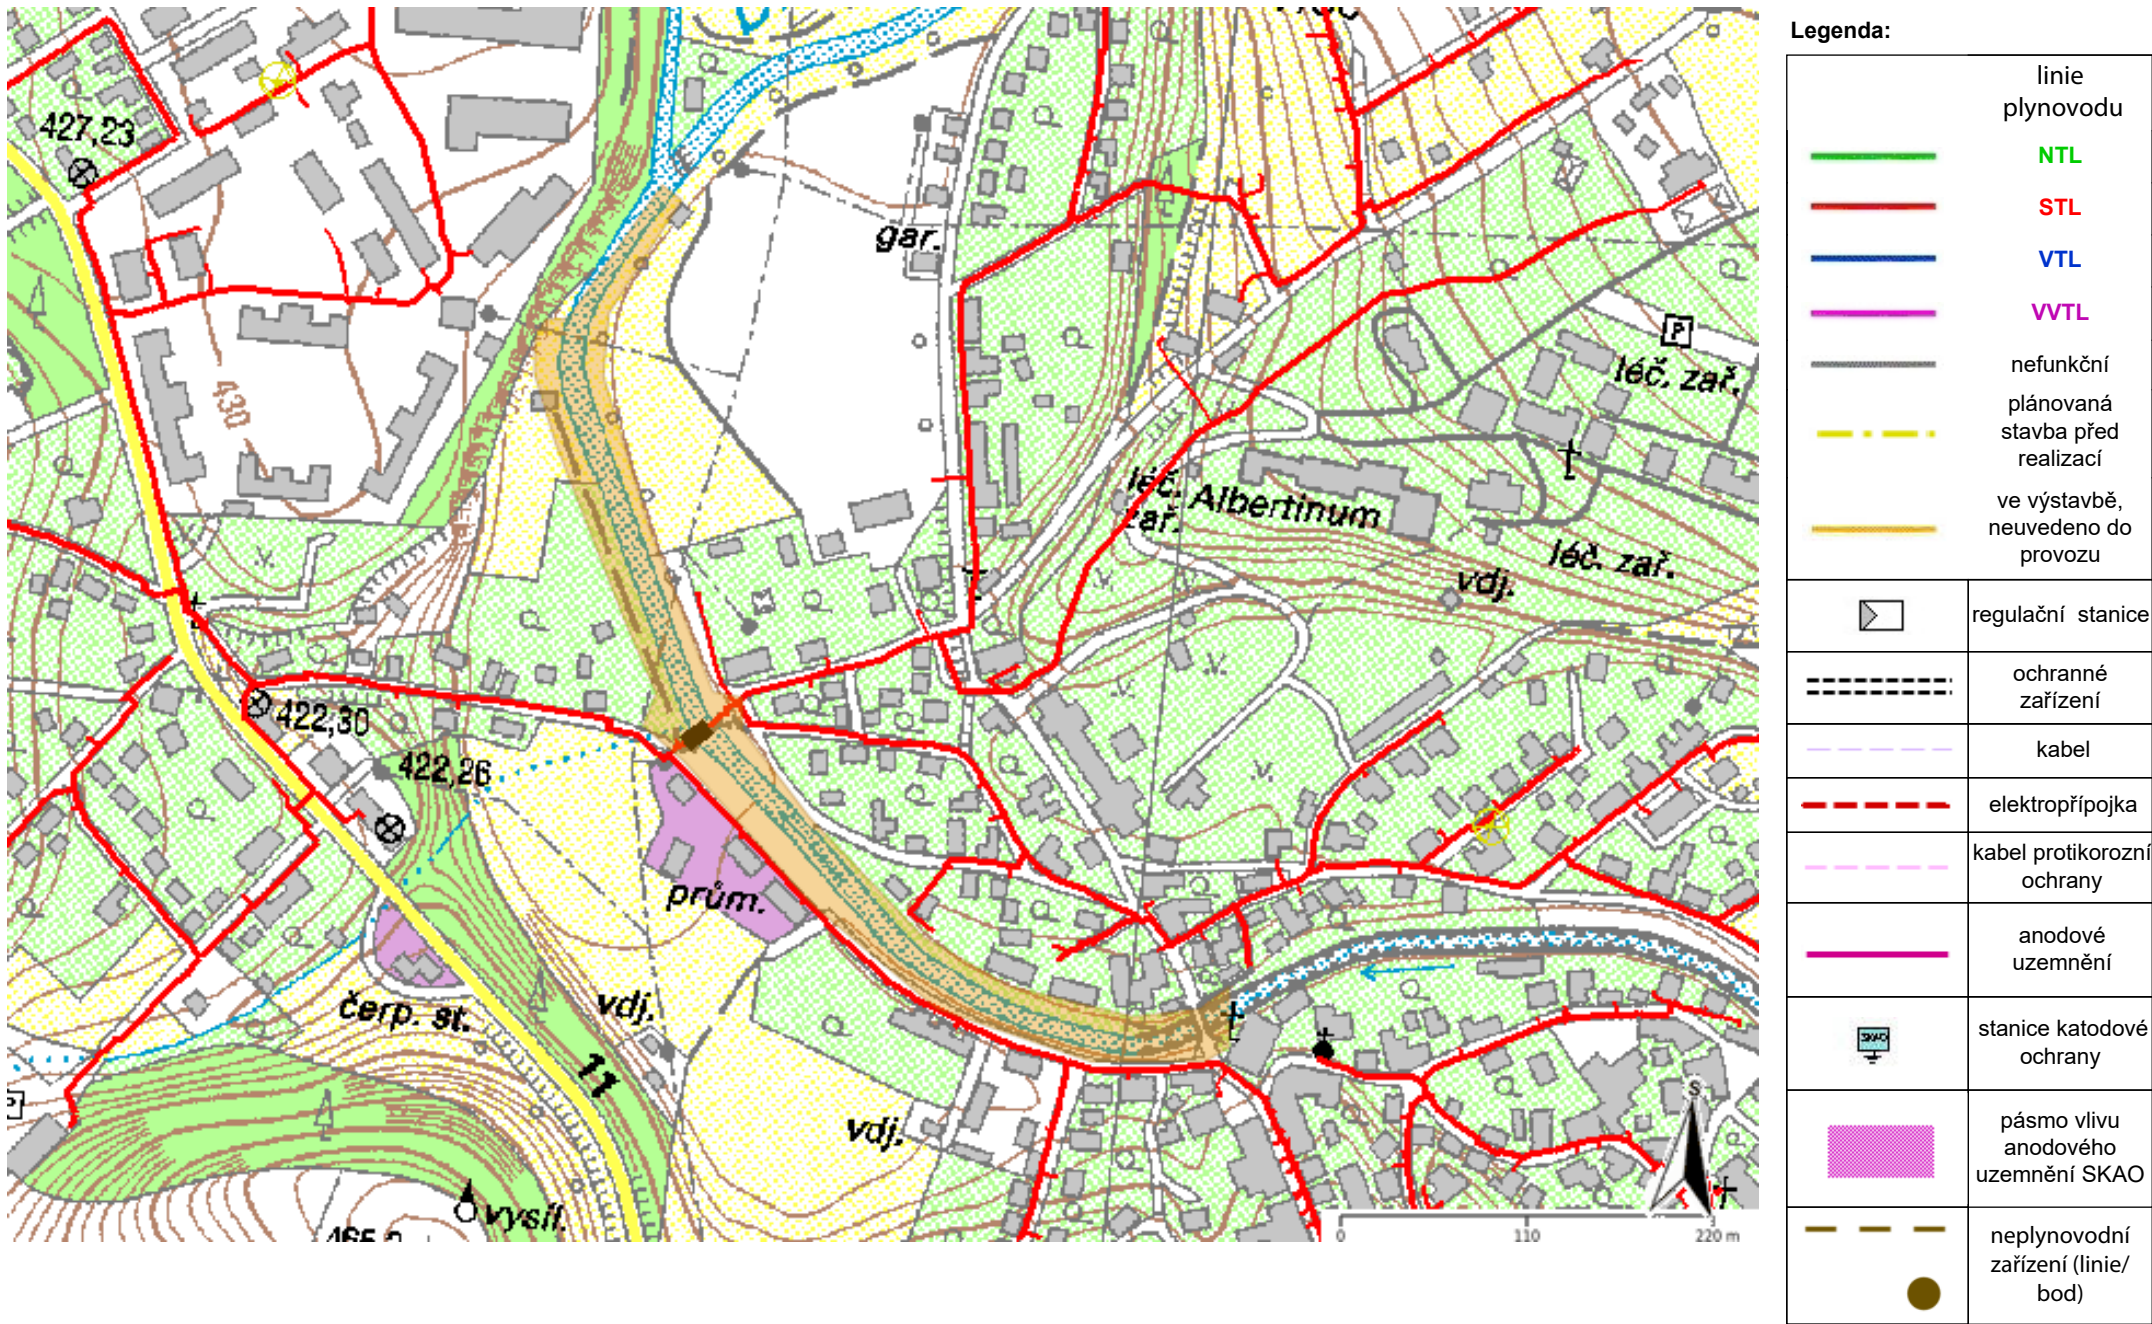 427,23
gar.
430
P
léč. zař.
léč.
zař.
Albertinum
léč. zař.
vdj.
422,30
422,26
prům.
čerp. st.
vdj.
11
vdj.
vysíl.
S
0
110
220 m
Legenda:
linie
plynovodu
NTL
STL
VTL
VVTL
nefunkční
plánovaná
stavba před
realizací
ve výstavbě,
neuvedeno do
provozu
regulační stanice
ochranné
zařízení
kabel
elektropřípojka
kabel protikorozní
ochrany
anodové
uzemnění
SKAO
stanice katodové
ochrany
pásmo vlivu
anodového
uzemnění SKAO
neplynovodní
zařízení (linie/
bod)